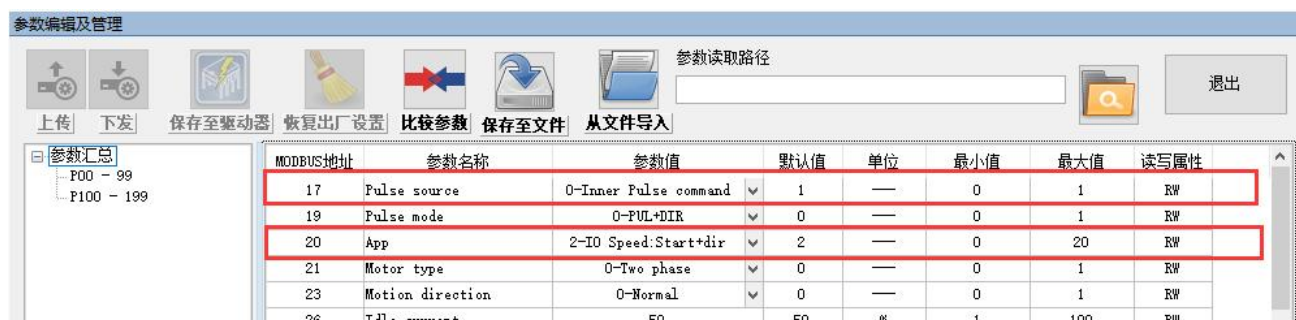 参数编辑及管理
参数读取路径
退出
上传 下发 保存至驱动器 恢复出厂设置 比较参数 保存至文件 从文件导入
参数汇总
P00 - 99
P100 - 199
MODBUS地址 参数名称 参数值 默认值 单位 最小值 最大值 读写属性
17 Pulse source 0-Inner Pulse command 1 —— 0 1 RW
19 Pulse mode 0-PUL+DIR 0 —— 0 1 RW
20 App 2-IO Speed:Start+dir 2 —— 0 20 RW
21 Motor type 0-Two phase 0 —— 0 1 RW
23 Motion direction 0-Normal 0 —— 0 1 RW